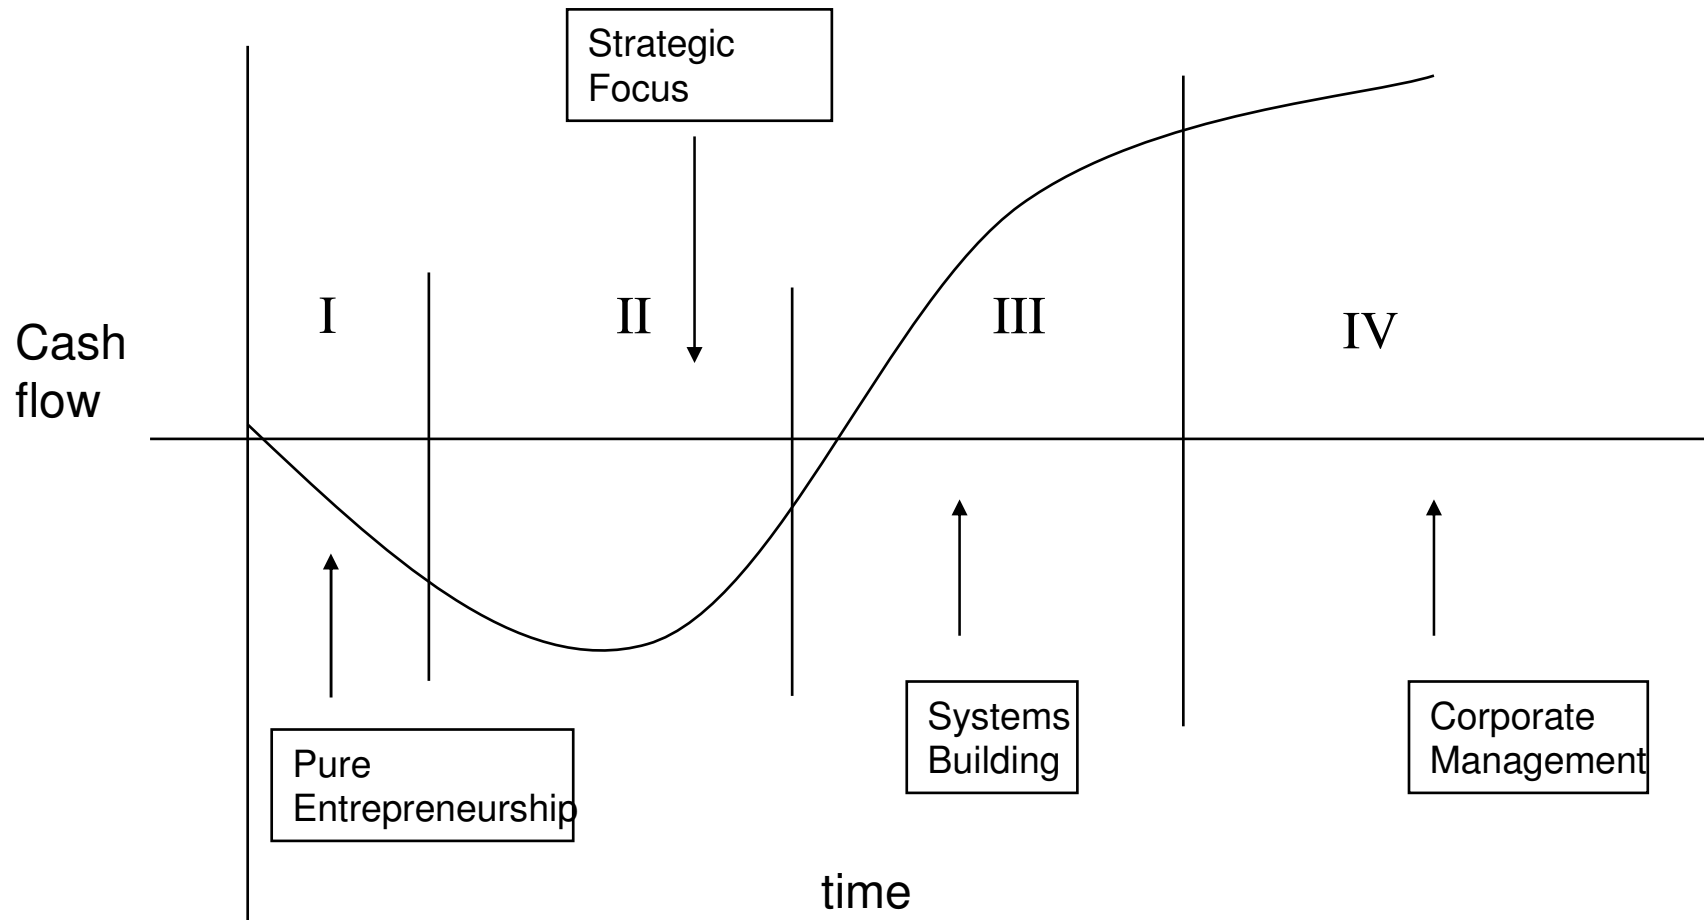 Strategic
Focus
I
II
III
IV
Cash
flow
Pure
Entrepreneurship
Systems
Building
Corporate
Management
time